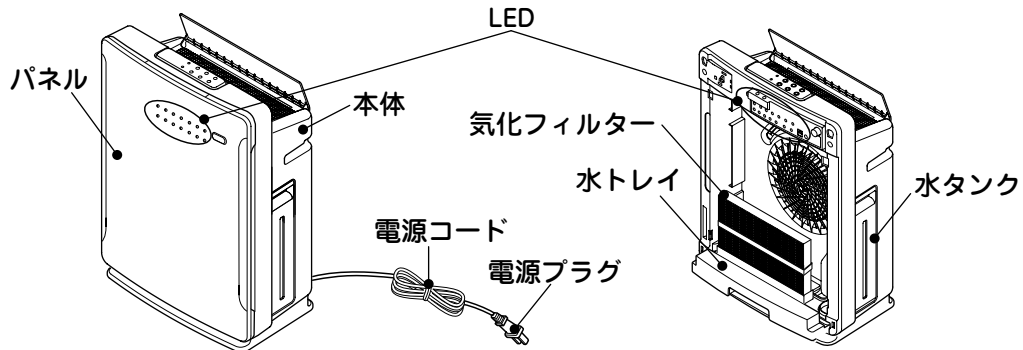 LED
パネル
本体
気化フィルター
水トレイ
水タンク
電源コード
電源プラグ